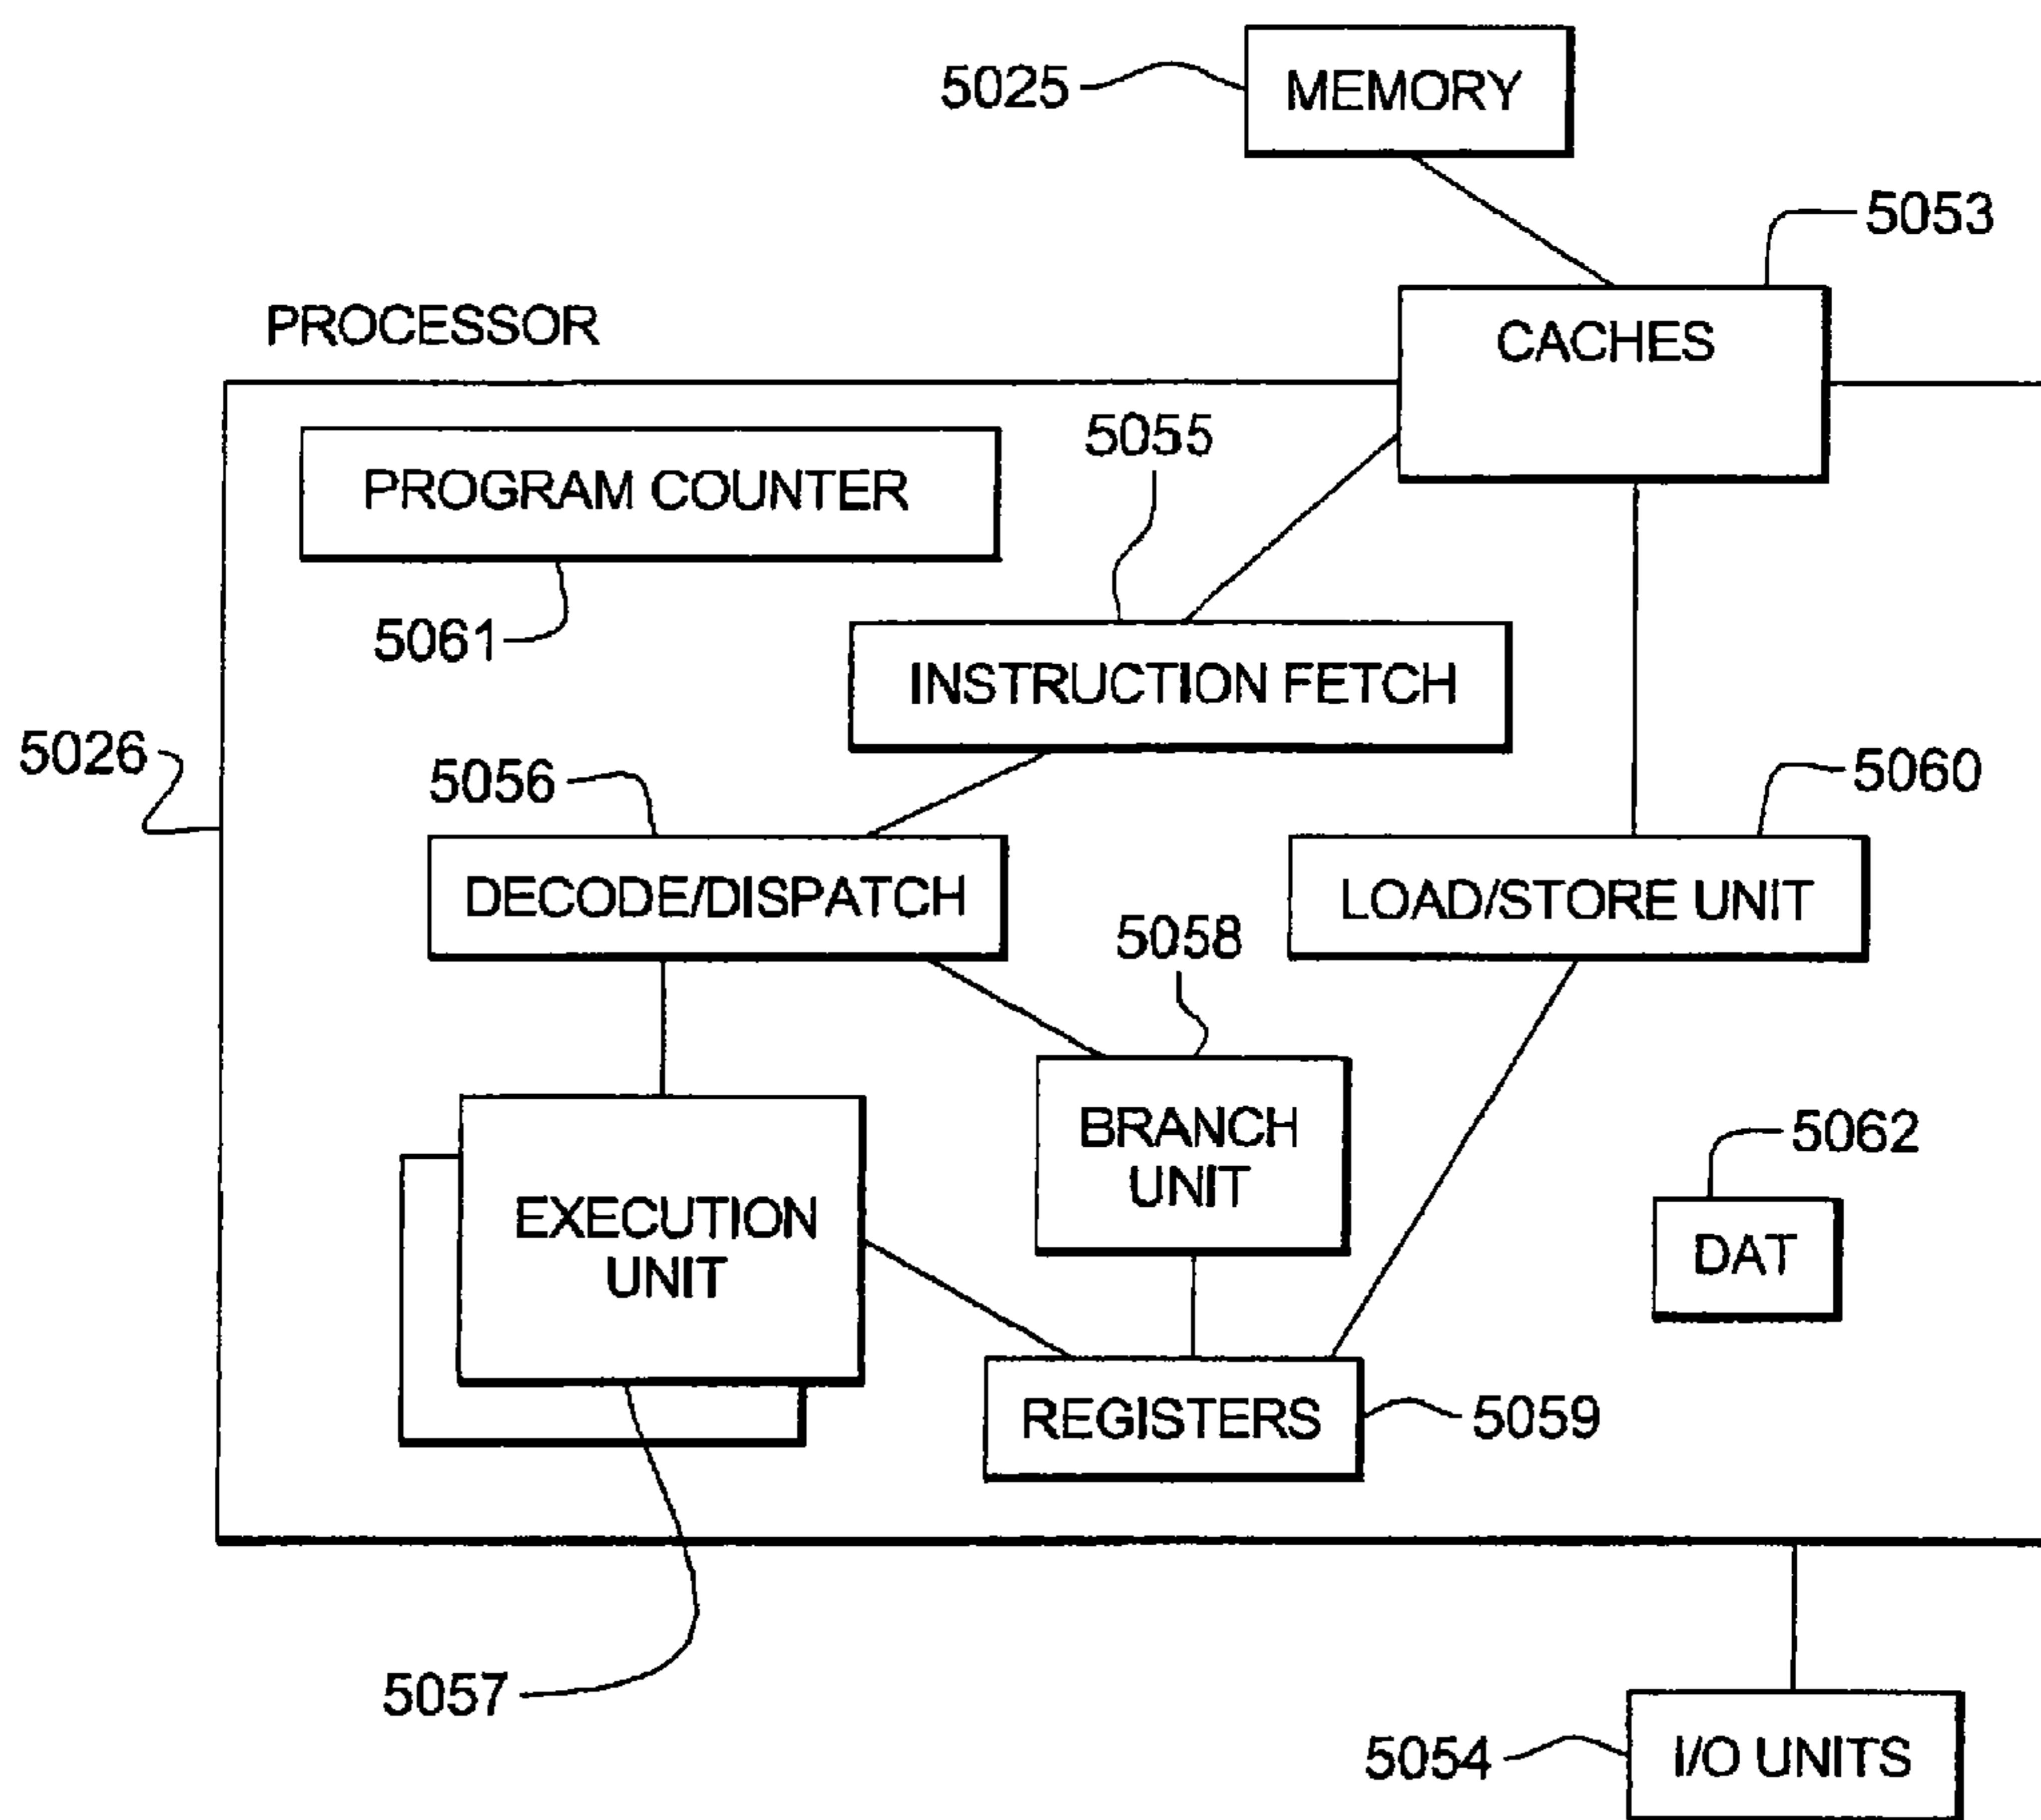 5025
MEMORY
5053
PROCESSOR
CACHES
5055
PROGRAM COUNTER
5061
INSTRUCTION FETCH
5026
5056
5060
DECODE/DISPATCH
LOAD/STORE UNIT
5058
BRANCH
UNIT
5062
EXECUTION
UNIT
DAT
REGISTERS
5059
5057
5054
I/O UNITS